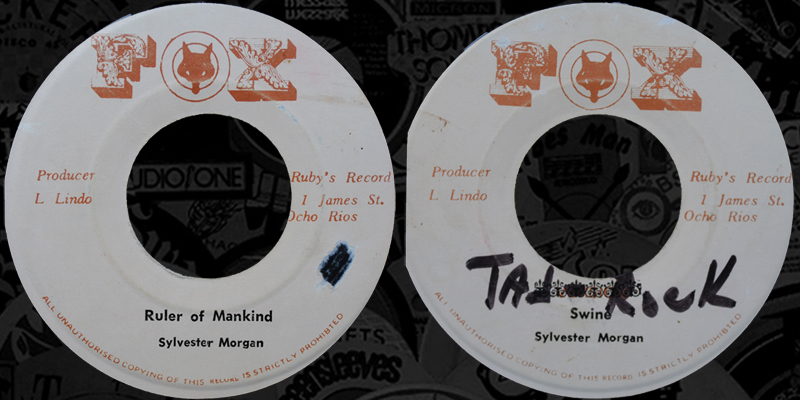 FOX
Producer
L. Lindo
Ruby's Record
1 James St.
Ocho Rios
Ruler of Mankind
Sylvester Morgan
ALL UNAUTHORISED COPYING OF THIS RECORD IS STRICTLY PROHIBITED
FOX
Producer
L. Lindo
Ruby's Record
1 James St.
Ocho Rios
ROCK
Swine
Sylvester Morgan
ALL UNAUTHORISED COPYING OF THIS RECORD IS STRICTLY PROHIBITED